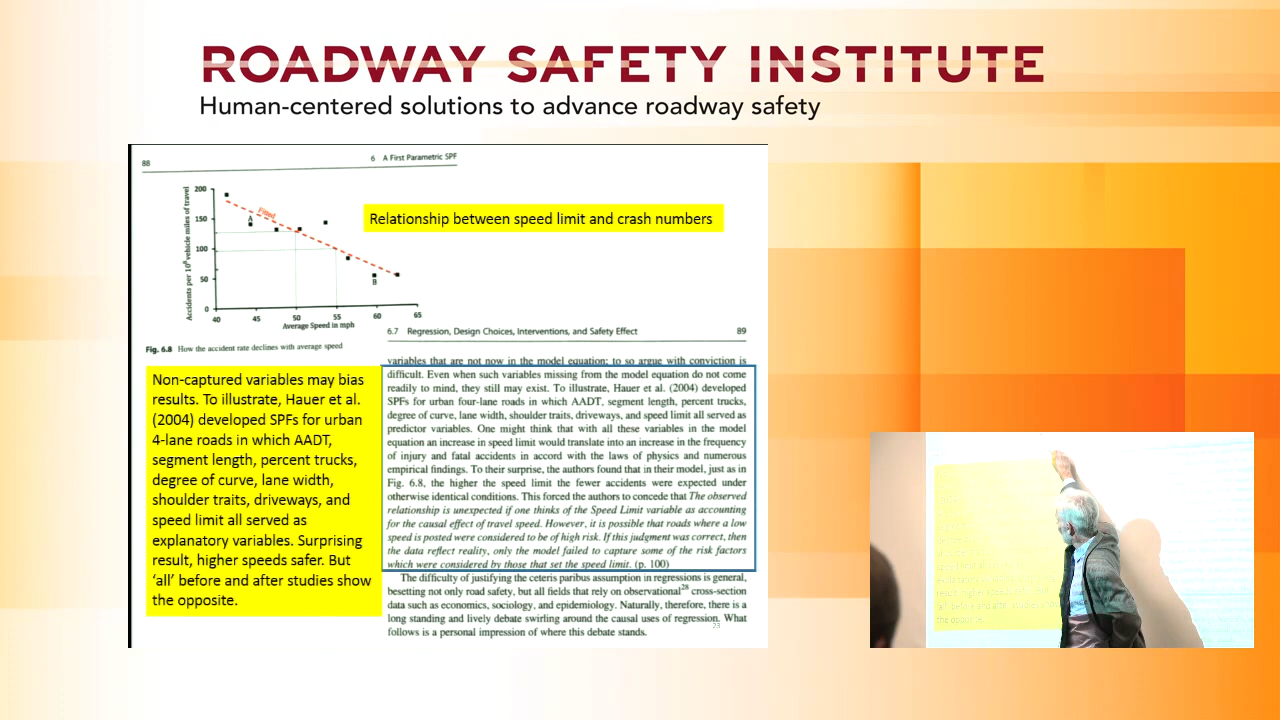 ROADWAY SAFETY INSTITUTE
Human-centered solutions to advance roadway safety
88
6 A First Parametric SPF
200
150
100
50
0
Accidents per 10⁸ vehicle miles of travel
Fitted
A
B
40 45 50 55 60 65
Average Speed in mph
Relationship between speed limit and crash numbers
Fig. 6.8 How the accident rate declines with average speed
6.7 Regression, Design Choices, Interventions, and Safety Effect 89
Non-captured variables may bias
results. To illustrate, Hauer et al.
(2004) developed SPFs for urban
4-lane roads in which AADT,
segment length, percent trucks,
degree of curve, lane width,
shoulder traits, driveways, and
speed limit all served as
explanatory variables. Surprising
result, higher speeds safer. But
‘all’ before and after studies show
the opposite.
variables that are not now in the model equation; to so argue with conviction is
difficult. Even when such variables missing from the model equation do not come
readily to mind, they still may exist. To illustrate, Hauer et al. (2004) developed
SPFs for urban four-lane roads in which AADT, segment length, percent trucks,
degree of curve, lane width, shoulder traits, driveways, and speed limit all served as
predictor variables. One might think that with all these variables in the model
equation an increase in speed limit would translate into an increase in the frequency
of injury and fatal accidents in accord with the laws of physics and numerous
empirical findings. To their surprise, the authors found that in their model, just as in
Fig. 6.8, the higher the speed limit the fewer accidents were expected under
otherwise identical conditions. This forced the authors to concede that The observed
relationship is unexpected if one thinks of the Speed Limit variable as accounting
for the causal effect of travel speed. However, it is possible that roads where a low
speed is posted were considered to be of high risk. If this judgment was correct, then
the data reflect reality, only the model failed to capture some of the risk factors
which were considered by those that set the speed limit. (p. 100)
The difficulty of justifying the ceteris paribus assumption in regressions is general,
besetting not only road safety, but all fields that rely on observational²⁸ cross-section
data such as economics, sociology, and epidemiology. Naturally, therefore, there is a
long standing and lively debate swirling around the causal uses of regression. What
follows is a personal impression of where this debate stands.
23